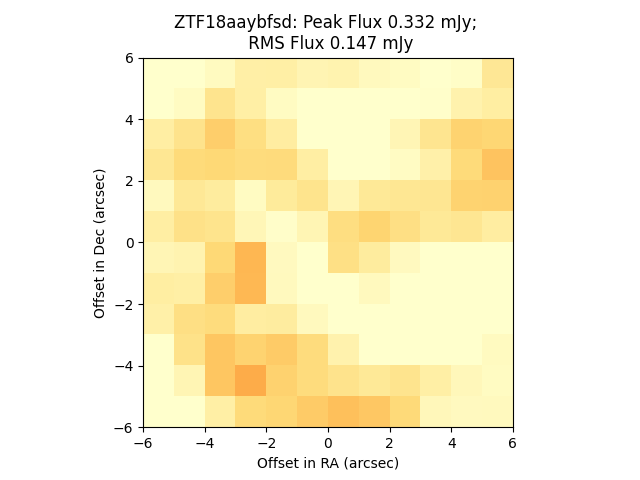 ZTF18aaybfsd: Peak Flux 0.332 mJy;
RMS Flux 0.147 mJy
6
4
2
0
−2
−4
−6
Offset in Dec (arcsec)
−6 −4 −2 0 2 4 6
Offset in RA (arcsec)